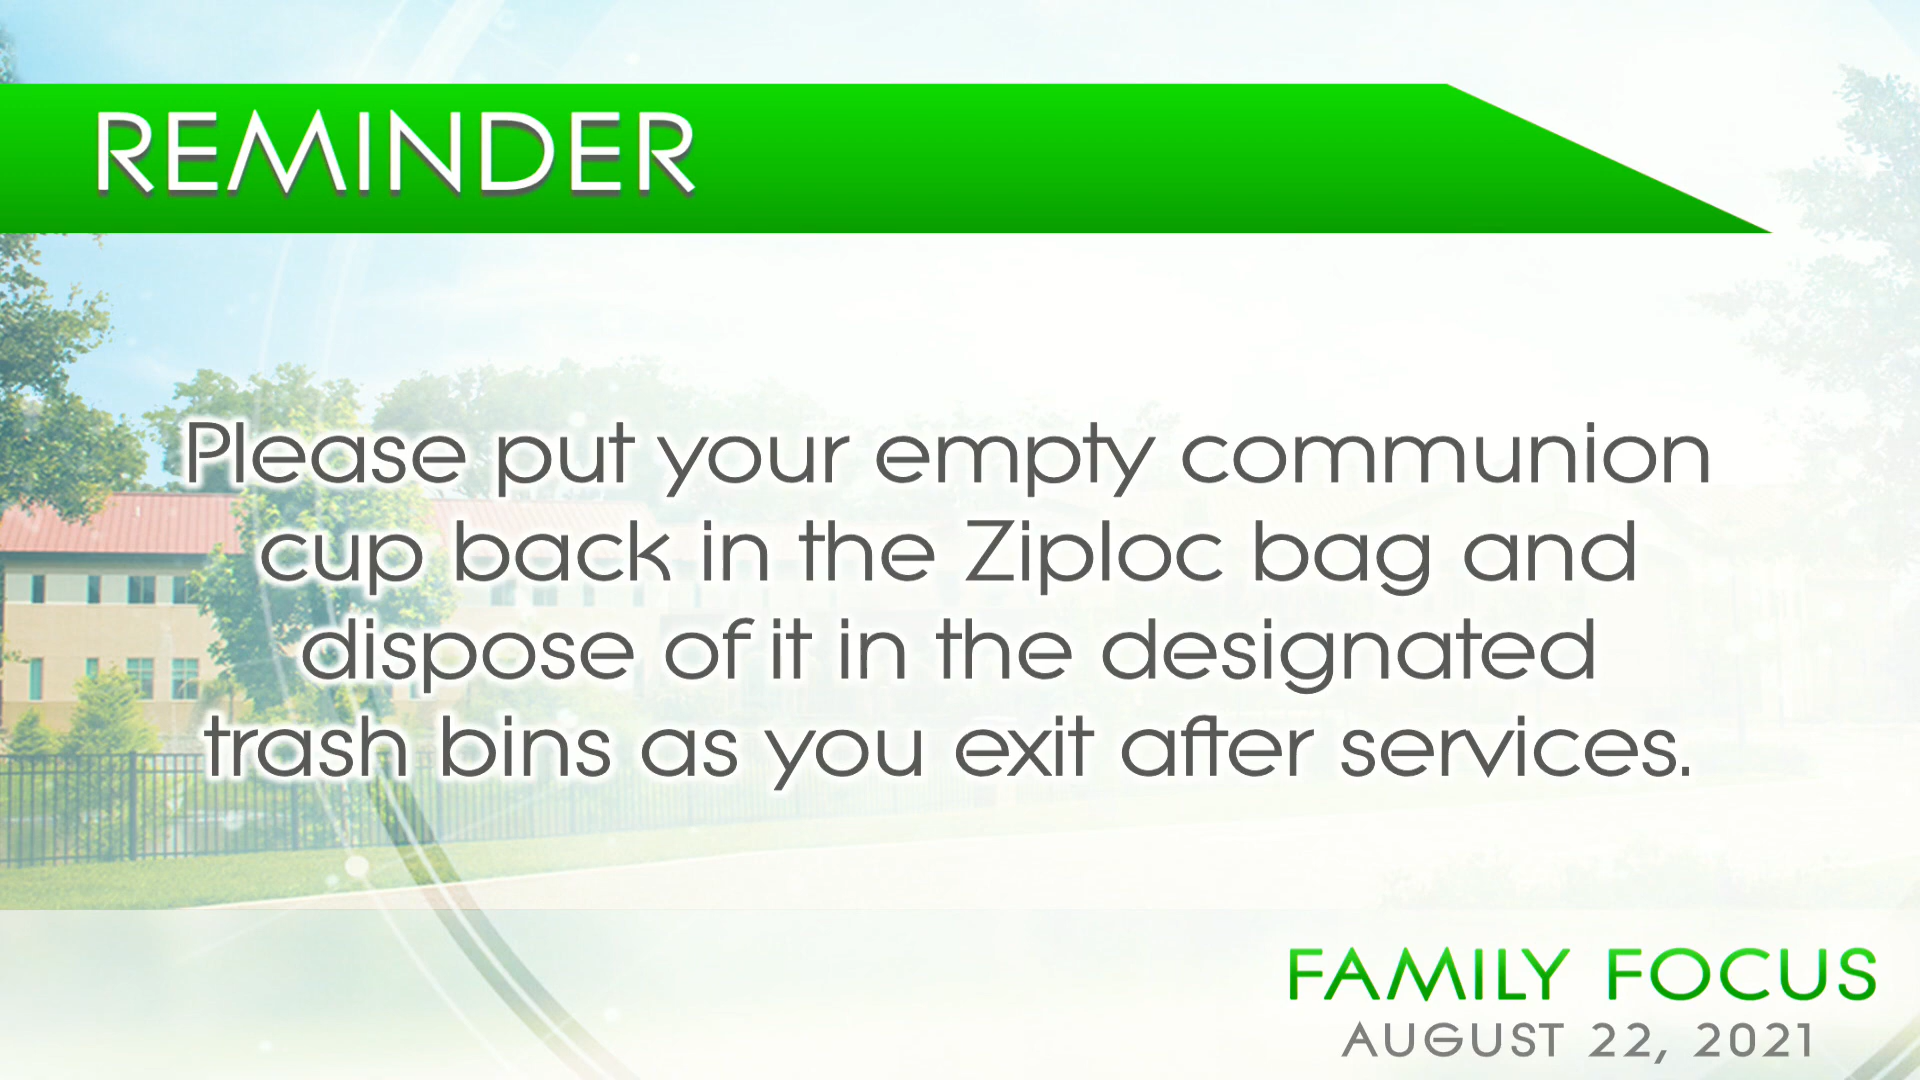 REMINDER
Please put your empty communion
cup back in the Ziploc bag and
dispose of it in the designated
trash bins as you exit after services.
FAMILY FOCUS
AUGUST 22, 2021